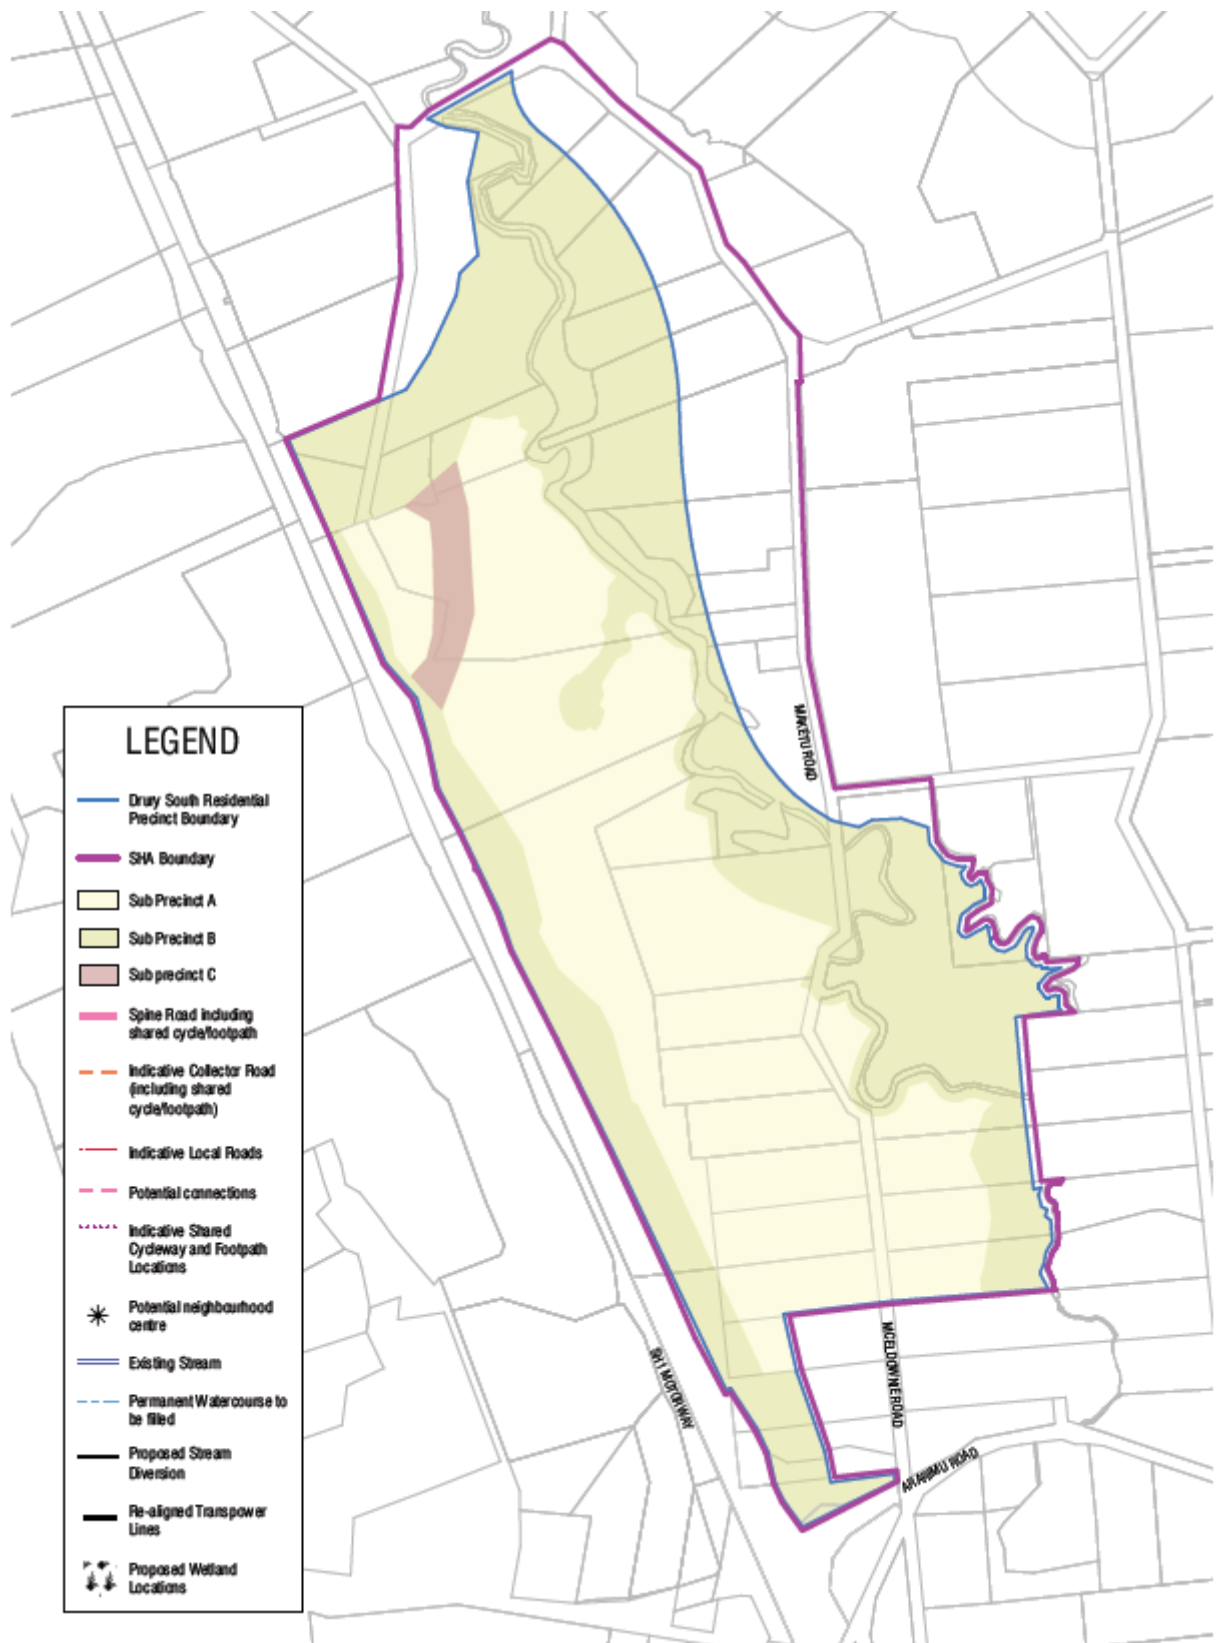 MAKETU ROAD
LEGEND
Drury South Residential
Precinct Boundary
SHA Boundary
Sub Precinct A
Sub Precinct B
Sub precinct C
Spine Road including
shared cycle/footpath
Indicative Collector Road
(including shared
cycle/footpath)
Indicative Local Roads
Potential connections
Indicative Shared
Cycleway and Footpath
Locations
Potential neighbourhood
centre
Existing Stream
Permanent Watercourse to
be filled
Proposed Stream
Diversion
Re-aligned Transpower
Lines
Proposed Wetland
Locations
SH1 MOTORWAY
MCELDOWNE ROAD
ARARIMU ROAD